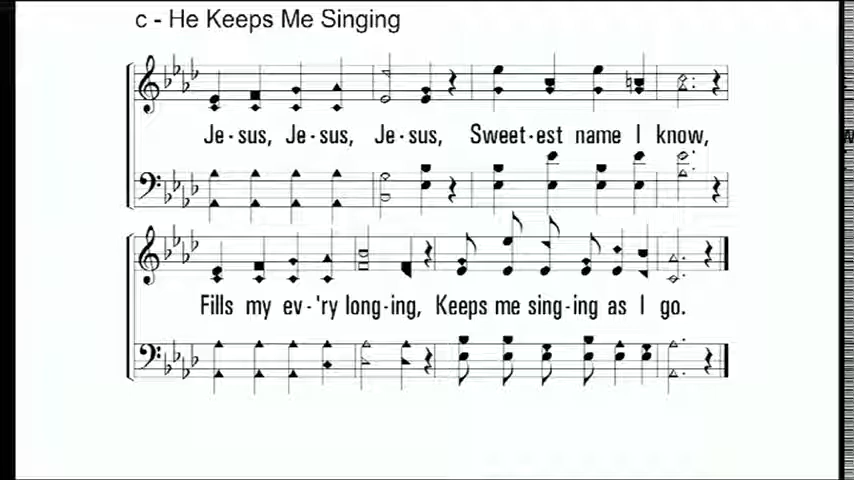 c - He Keeps Me Singing
Je-sus, Je-sus, Je-sus, Sweet-est name I know,
Fills my ev-'ry long-ing, Keeps me sing-ing as I go.